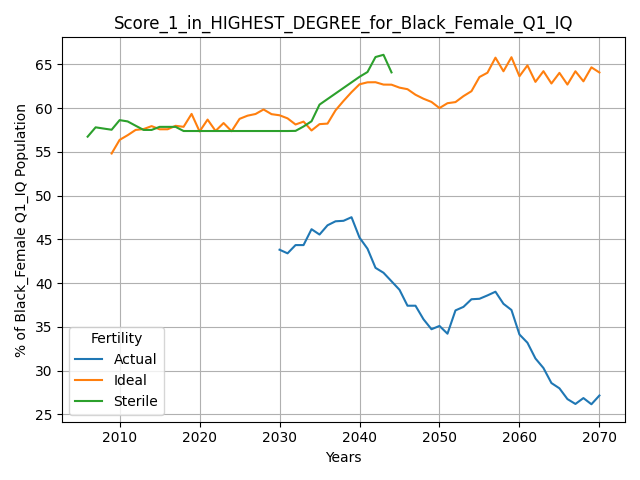 Score_1_in_HIGHEST_DEGREE_for_Black_Female_Q1_IQ
% of Black_Female Q1_IQ Population
65
60
55
50
45
40
35
30
25
Fertility
Actual
Ideal
Sterile
2010 2020 2030 2040 2050 2060 2070
Years